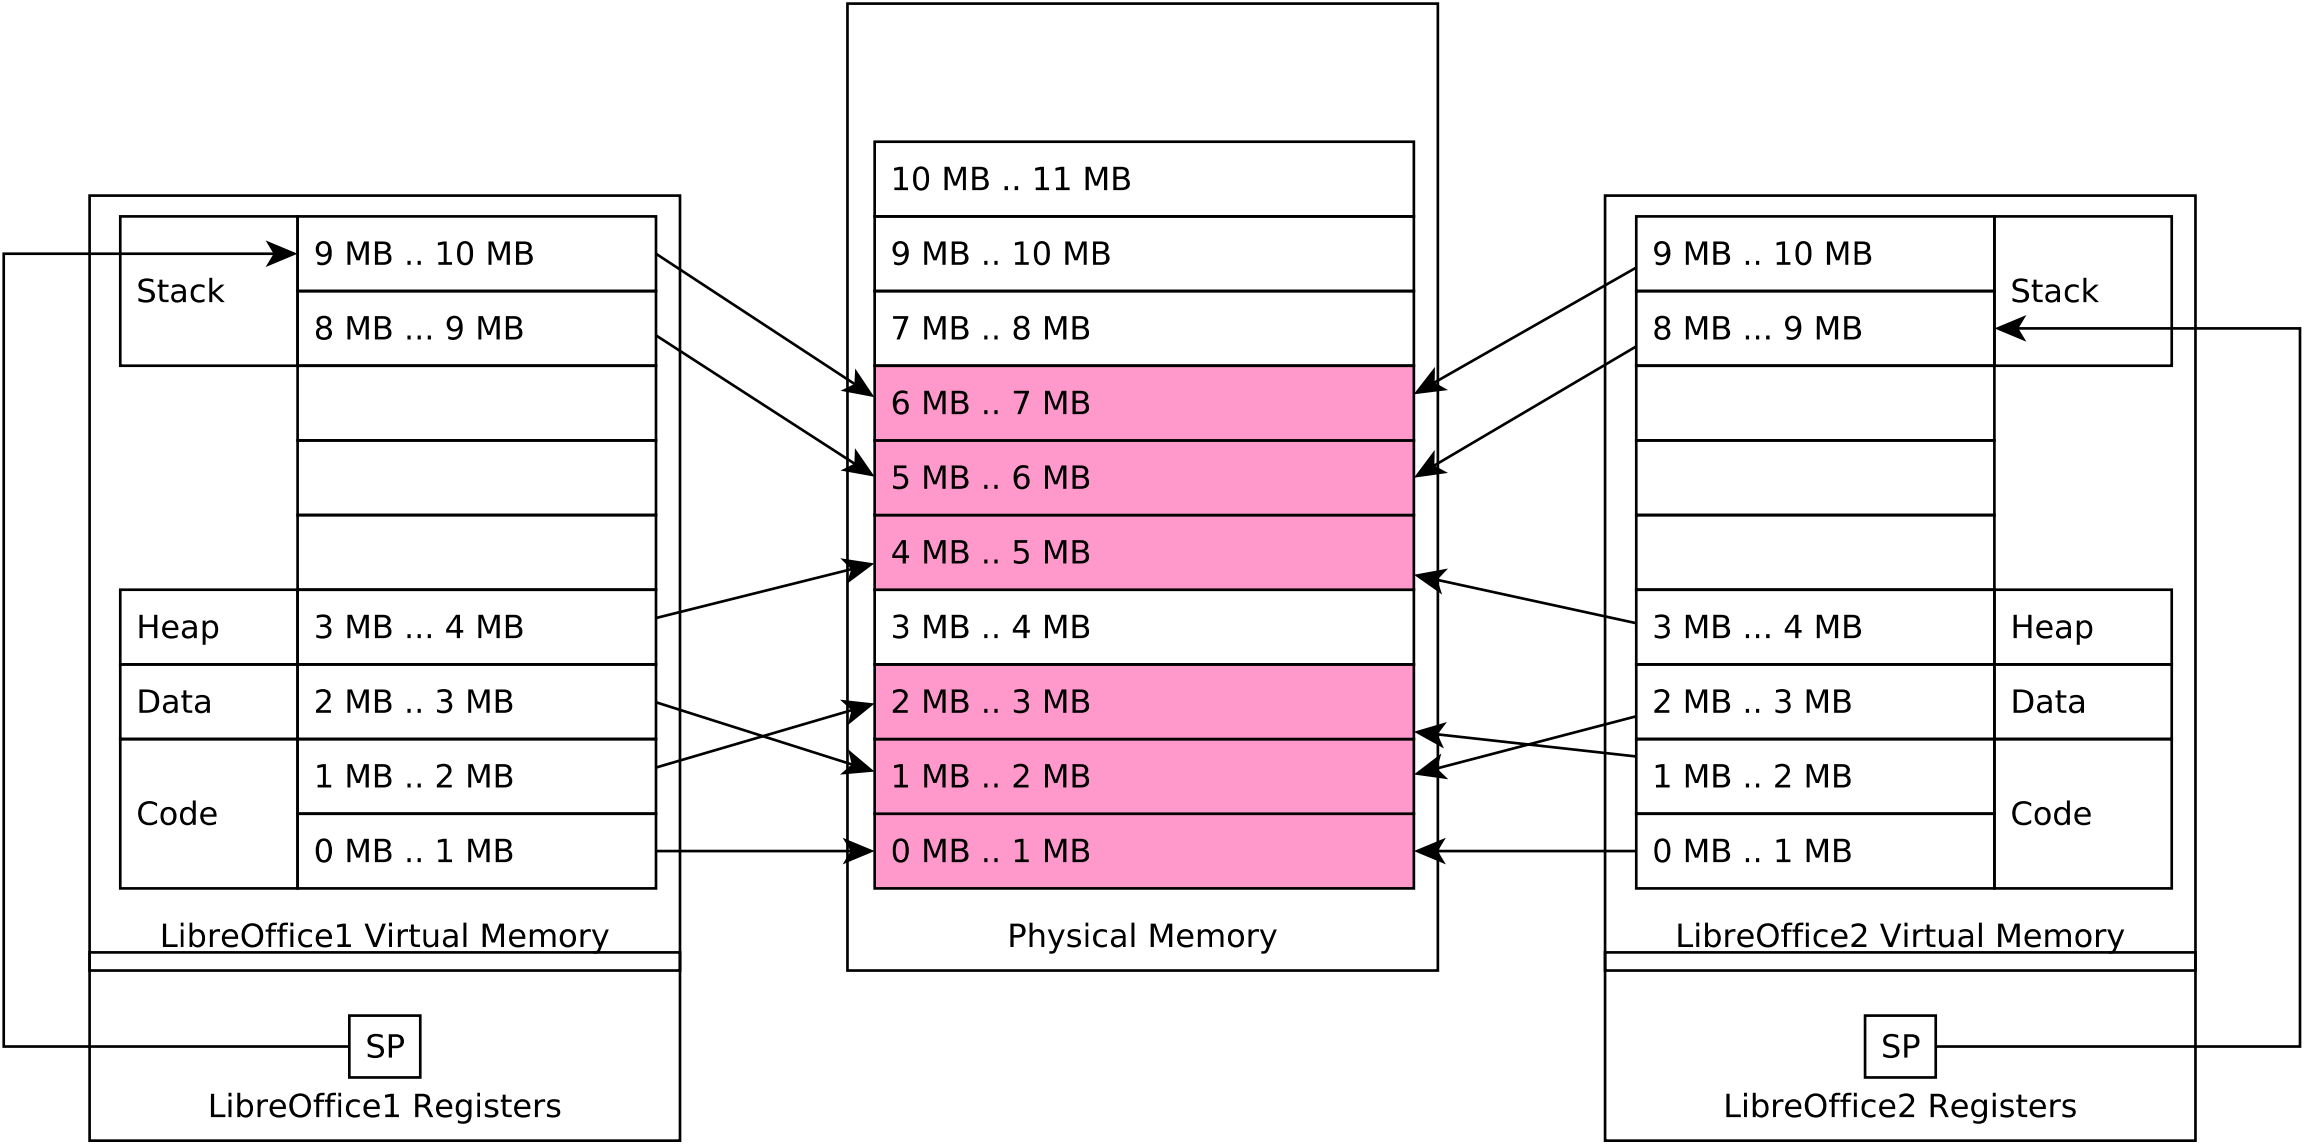 Stack
9 MB .. 10 MB
8 MB ... 9 MB
Heap
3 MB ... 4 MB
Data
2 MB .. 3 MB
Code
1 MB .. 2 MB
0 MB .. 1 MB
LibreOffice1 Virtual Memory
SP
LibreOffice1 Registers
10 MB .. 11 MB
9 MB .. 10 MB
7 MB .. 8 MB
6 MB .. 7 MB
5 MB .. 6 MB
4 MB .. 5 MB
3 MB .. 4 MB
2 MB .. 3 MB
1 MB .. 2 MB
0 MB .. 1 MB
Physical Memory
9 MB .. 10 MB
Stack
8 MB ... 9 MB
3 MB ... 4 MB
Heap
2 MB .. 3 MB
Data
1 MB .. 2 MB
Code
0 MB .. 1 MB
LibreOffice2 Virtual Memory
SP
LibreOffice2 Registers